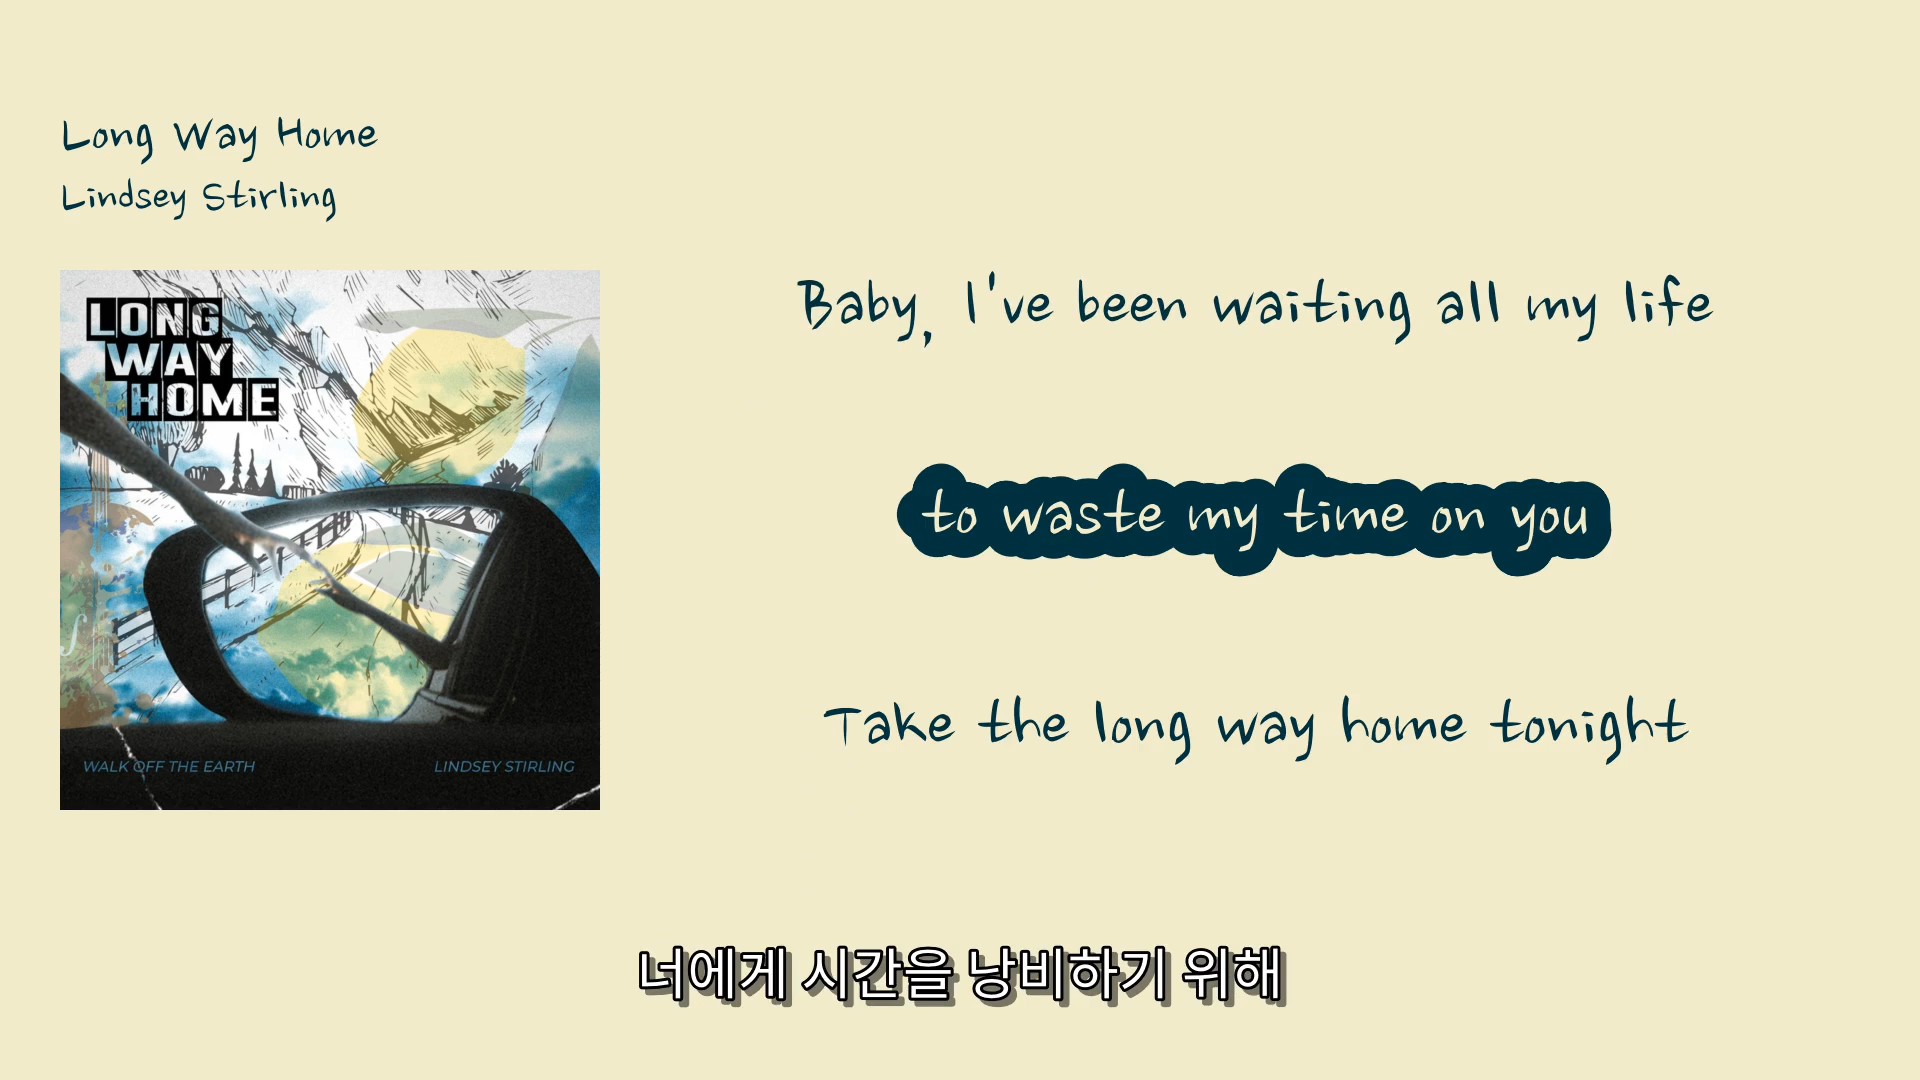 Long Way Home
Lindsey Stirling
LONG
WAY
HOME
WALK OFF THE EARTH
LINDSEY STIRLING
Baby, I've been waiting all my life
to waste my time on you
Take the long way home tonight
너에게 시간을 낭비하기 위해